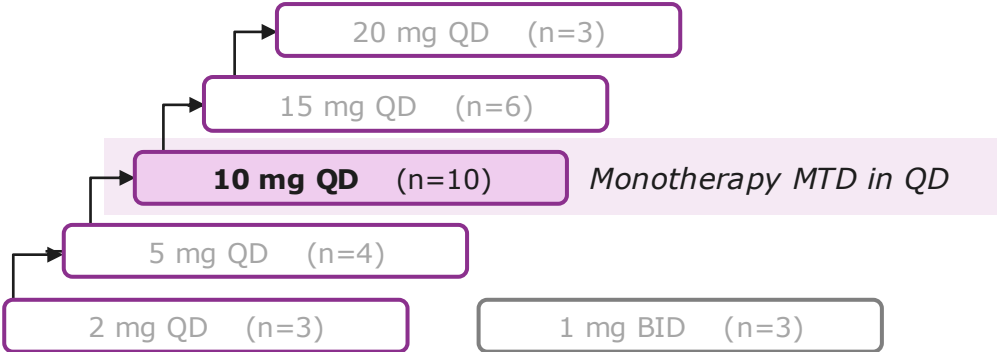 20 mg QD (n=3)
15 mg QD (n=6)
10 mg QD (n=10) Monotherapy MTD in QD
5 mg QD (n=4)
2 mg QD (n=3) 1 mg BID (n=3)